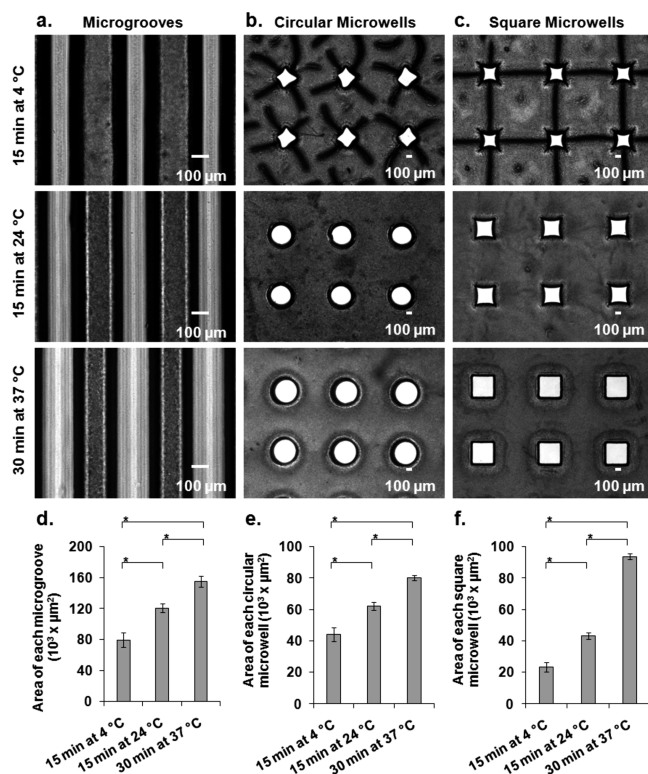 a. Microgrooves
b. Circular Microwells
c. Square Microwells
15 min at 4 °C
100 µm
100 µm
100 µm
15 min at 24 °C
100 µm
100 µm
100 µm
30 min at 37 °C
100 µm
100 µm
100 µm
d.
Area of each microgroove
(10³ x µm²)
200
160
120
80
40
0
*
*
*
15 min at 4 °C
15 min at 24 °C
30 min at 37 °C
e.
Area of each circular
microwell (10³ x µm²)
100
80
60
40
20
0
*
*
*
15 min at 4 °C
15 min at 24 °C
30 min at 37 °C
f.
Area of each square
microwell (10³ x µm²)
100
80
60
40
20
0
*
*
*
15 min at 4 °C
15 min at 24 °C
30 min at 37 °C